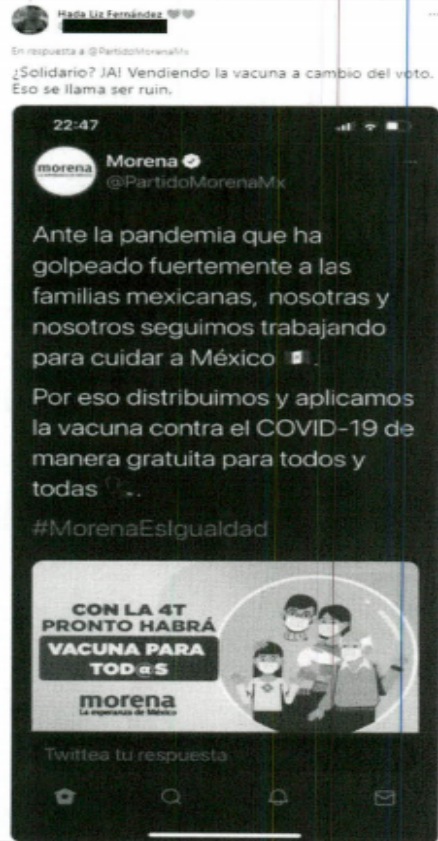 Hada Liz Fernández
En respuesta a @PartidoMorenaMx
¿Solidario? JA! Vendiendo la vacuna a cambio del voto.
Eso se llama ser ruin.
22:47
morena
Morena
@PartidoMorenaMx
Ante la pandemia que ha
golpeado fuertemente a las
familias mexicanas, nosotras y
nosotros seguimos trabajando
para cuidar a México
Por eso distribuimos y aplicamos
la vacuna contra el COVID-19 de
manera gratuita para todos y
todas .
#MorenaEsIgualdad
CON LA 4T
PRONTO HABRÁ
VACUNA PARA
TOD@S
morena
La esperanza de México
Twittea tu respuesta